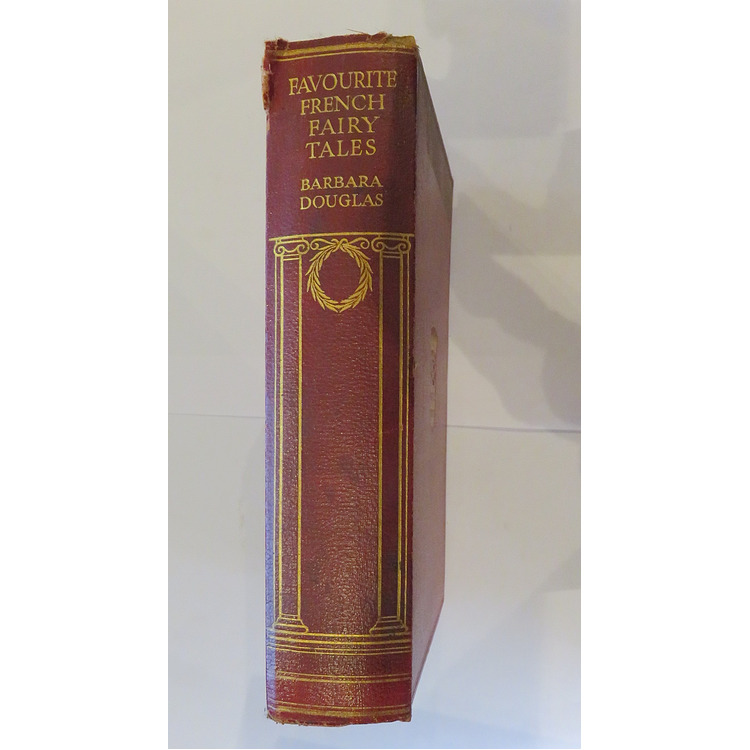 FAVOURITE
FRENCH
FAIRY
TALES
BARBARA
DOUGLAS